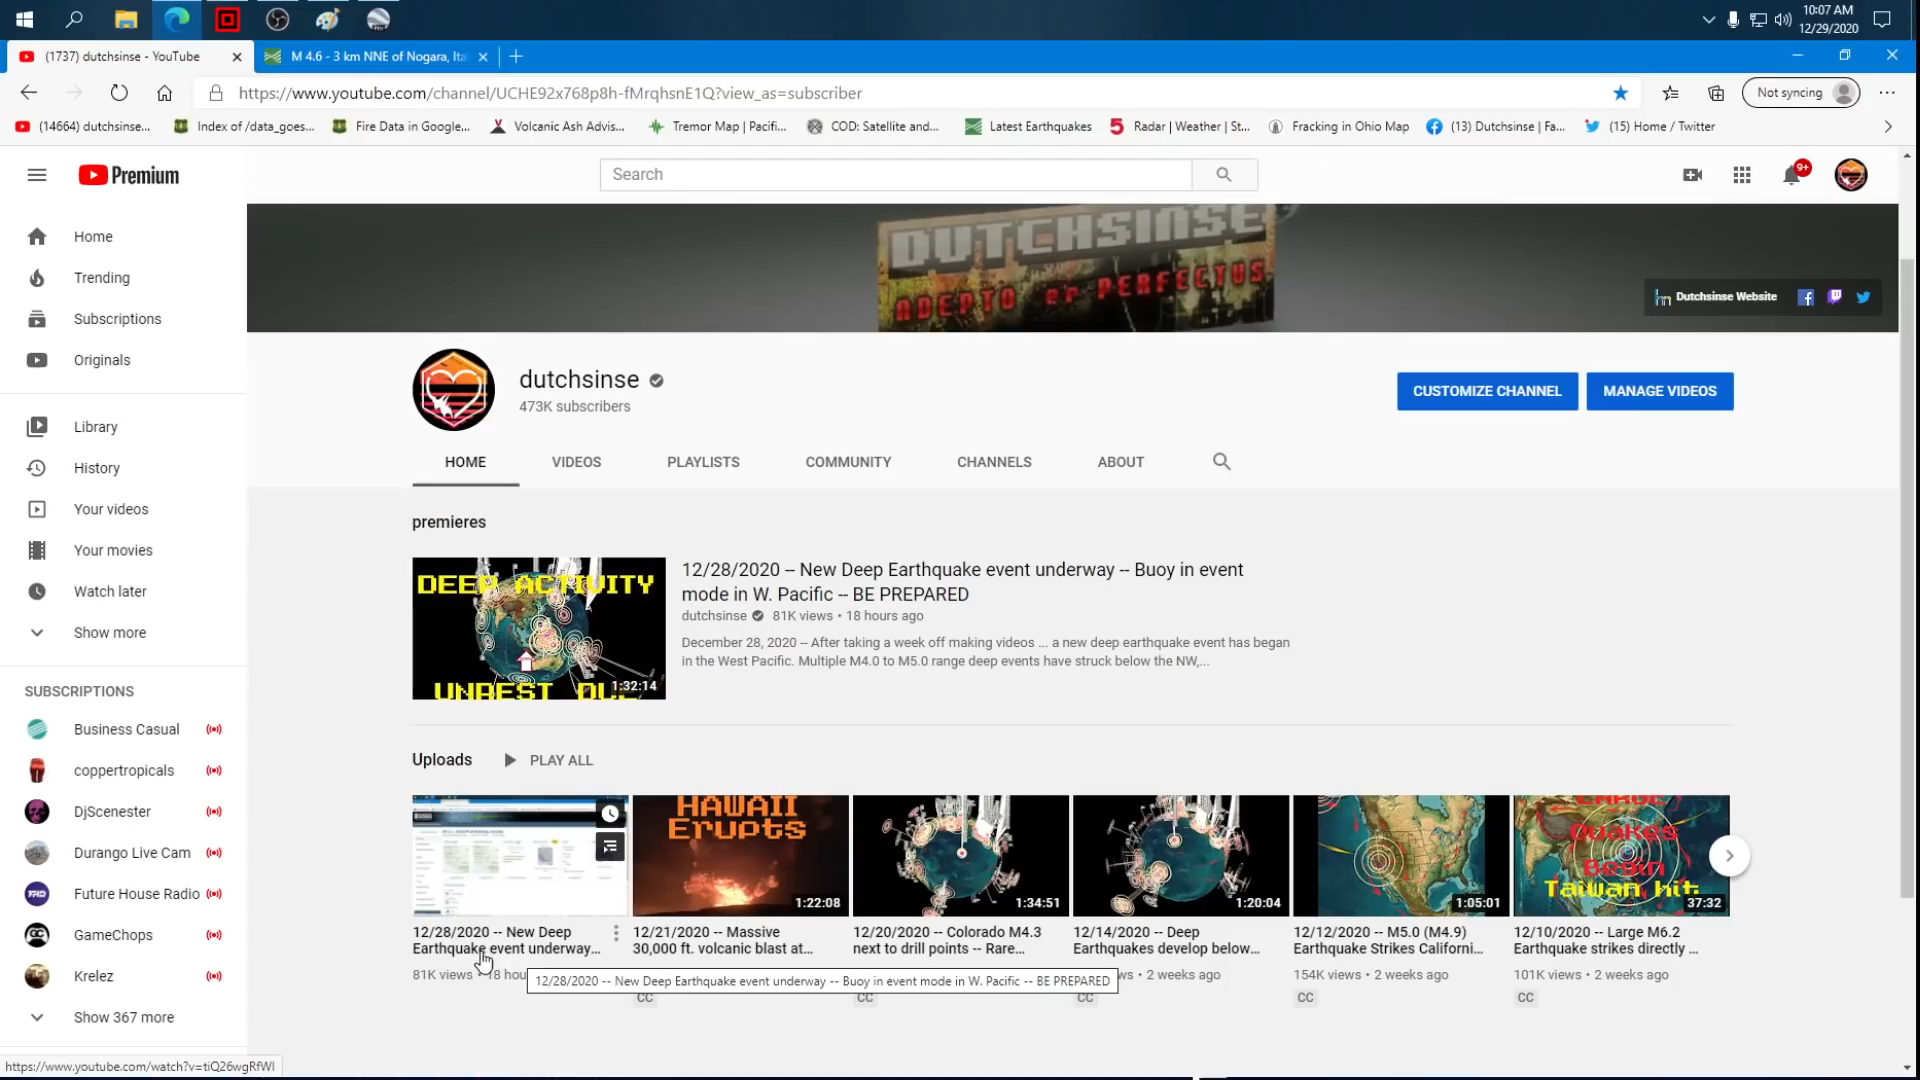 10:07 AM
12/29/2020
(1737) dutchsinse - YouTube
M 4.6 - 3 km NNE of Nogara, Ita
https://www.youtube.com/channel/UCHE92x768p8h-fMrqhsnE1Q?view_as=subscriber
Not syncing
(14664) dutchsinse...
Index of /data_goes...
Fire Data in Google...
Volcanic Ash Advis...
Tremor Map | Pacifi...
COD: Satellite and...
Latest Earthquakes
5 Radar | Weather | St...
Fracking in Ohio Map
(13) Dutchsinse | Fa...
(15) Home / Twitter
Premium
Search
9+
Home
Trending
Subscriptions
Originals
Library
History
Your videos
Your movies
Watch later
Show more
SUBSCRIPTIONS
Business Casual
coppertropicals
DjScenester
Durango Live Cam
Future House Radio
GameChops
Krelez
Show 367 more
DUTCHSINSE
ADEPTO et PERFECTUS
Dutchsinse Website
dutchsinse
473K subscribers
CUSTOMIZE CHANNEL
MANAGE VIDEOS
HOME
VIDEOS
PLAYLISTS
COMMUNITY
CHANNELS
ABOUT
premieres
DEEP ACTIVITY
UNREST DUE
1:32:14
12/28/2020 -- New Deep Earthquake event underway -- Buoy in event
mode in W. Pacific -- BE PREPARED
dutchsinse
81K views • 18 hours ago
December 28, 2020 -- After taking a week off making videos ... a new deep earthquake event has began
in the West Pacific. Multiple M4.0 to M5.0 range deep events have struck below the NW,...
Uploads
PLAY ALL
12/28/2020 -- New Deep
Earthquake event underway...
81K views • 18 hou
HAWAII
Erupts
1:22:08
12/21/2020 -- Massive
30,000 ft. volcanic blast at...
CC
1:34:51
12/20/2020 -- Colorado M4.3
next to drill points -- Rare...
CC
1:20:04
12/14/2020 -- Deep
Earthquakes develop below...
ws • 2 weeks ago
CC
1:05:01
12/12/2020 -- M5.0 (M4.9)
Earthquake Strikes Californi...
154K views • 2 weeks ago
CC
LARGE
Quakes
Begin
Taiwan hit
37:32
12/10/2020 -- Large M6.2
Earthquake strikes directly ...
101K views • 2 weeks ago
CC
12/28/2020 -- New Deep Earthquake event underway -- Buoy in event mode in W. Pacific -- BE PREPARED
https://www.youtube.com/watch?v=tiQ26wgRfWI